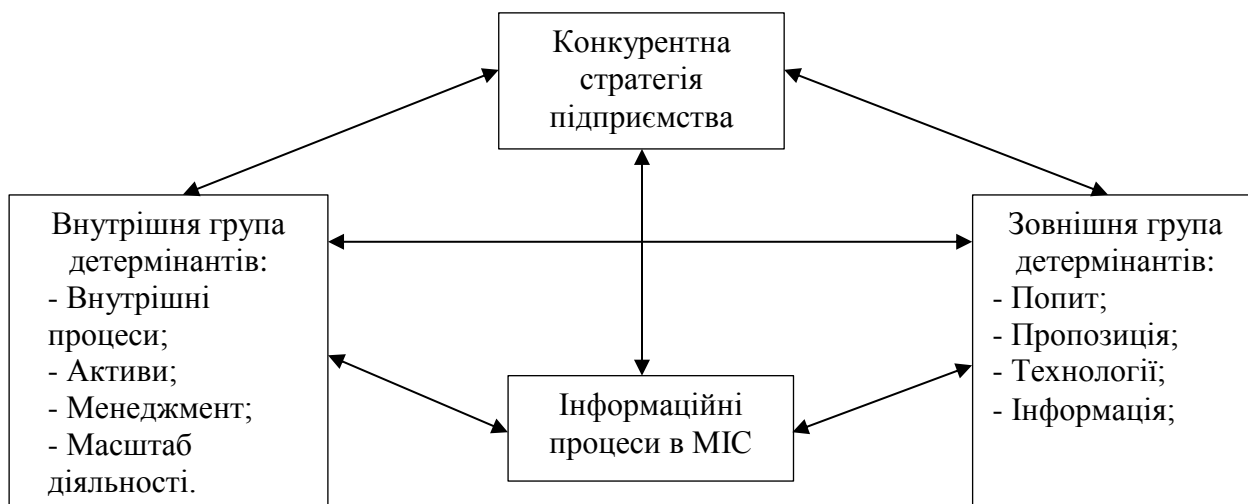 Конкурентна
стратегія
підприємства
Внутрішня група
детермінантів:
- Внутрішні
процеси;
- Активи;
- Менеджмент;
- Масштаб
діяльності.
Зовнішня група
детермінантів:
- Попит;
- Пропозиція;
- Технології;
- Інформація;
Інформаційні
процеси в МІС